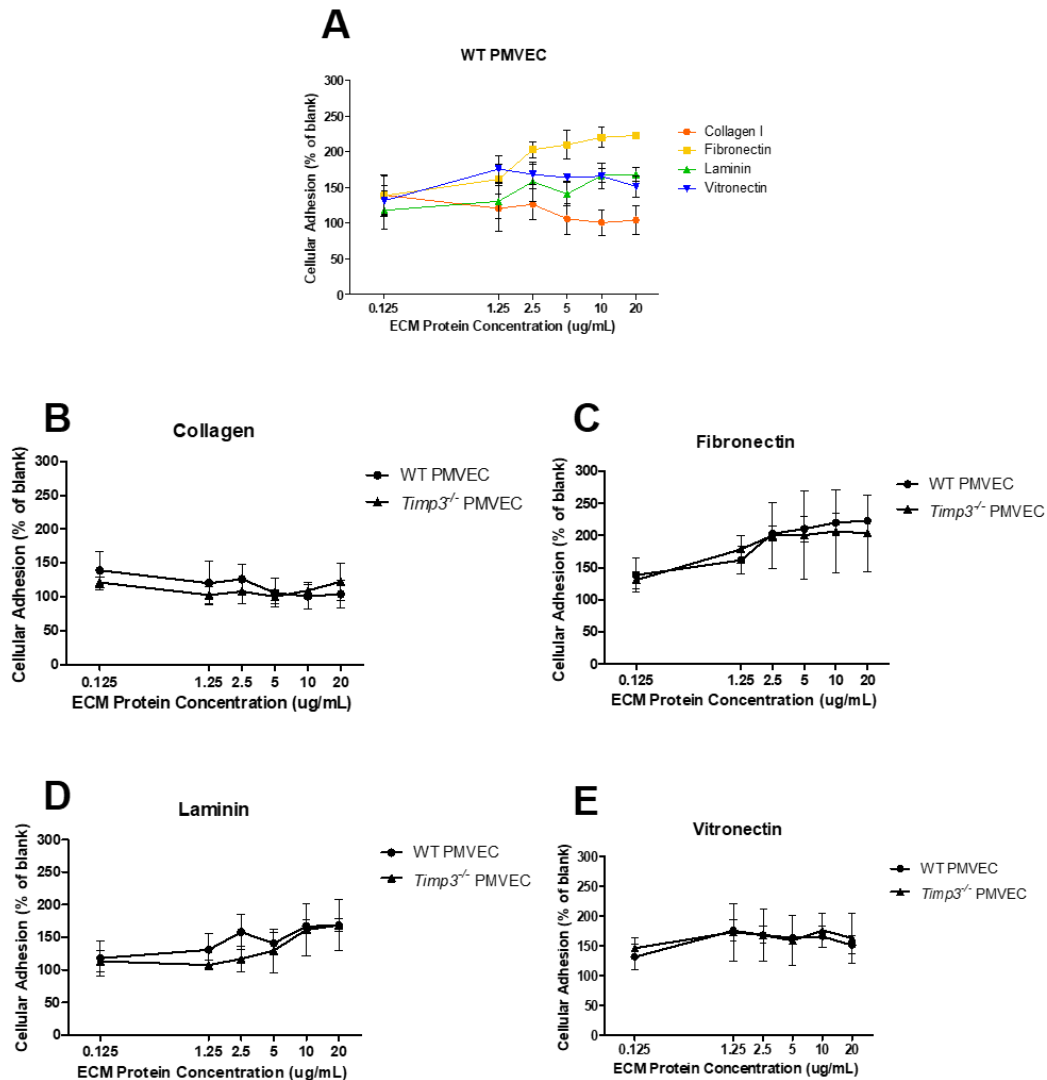 A
WT PMVEC
Cellular Adhesion (% of blank)
300
250
200
150
100
50
0
0.125 1.25 2.5 5 10 20
ECM Protein Concentration (ug/mL)
Collagen I
Fibronectin
Laminin
Vitronectin
B
Collagen
Cellular Adhesion (% of blank)
300
250
200
150
100
50
0
0.125 1.25 2.5 5 10 20
ECM Protein Concentration (ug/mL)
WT PMVEC
Timp3-/- PMVEC
C
Fibronectin
Cellular Adhesion (% of blank)
300
250
200
150
100
50
0
0.125 1.25 2.5 5 10 20
ECM Protein Concentration (ug/mL)
WT PMVEC
Timp3-/- PMVEC
D
Laminin
Cellular Adhesion (% of blank)
300
250
200
150
100
50
0
0.125 1.25 2.5 5 10 20
ECM Protein Concentration (ug/mL)
WT PMVEC
Timp3-/- PMVEC
E
Vitronectin
Cellular Adhesion (% of blank)
300
250
200
150
100
50
0
0.125 1.25 2.5 5 10 20
ECM Protein Concentration (ug/mL)
WT PMVEC
Timp3-/- PMVEC